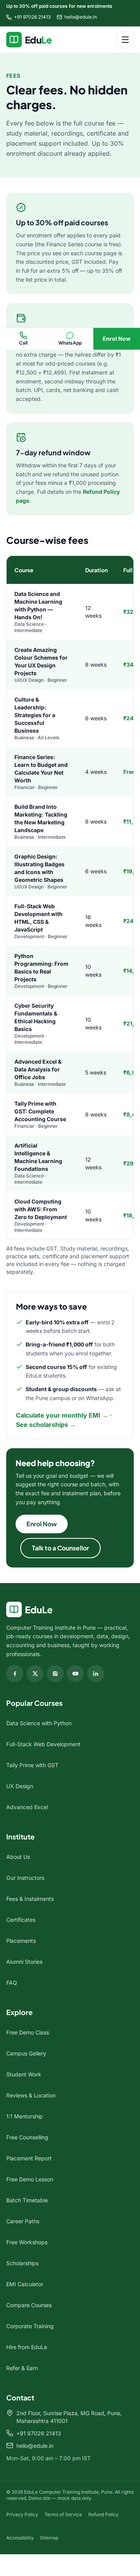 Up to 30% off paid courses for new enrolments
+91 97026 21413 hello@edule.in
EduLe
FEES
Clear fees. No hidden
charges.
Every fee below is the full course fee —
study material, recordings, certificate and
placement support included. Up to 30%
enrolment discount already applied.
Up to 30% off paid courses
Our enrolment offer applies to every paid
course (the Finance Series course is free).
The price you see on each course page is
the discounted price, GST included. Pay
in full for an extra 5% off — up to 35% off
the list price in total.
Call
WhatsApp
Enrol Now
no extra charge — the halves differ by ₹1
at most for odd-priced courses (e.g.
₹12,500 + ₹12,499). First instalment at
enrolment, second midway through the
batch. UPI, cards, net banking and cash
accepted.
7-day refund window
Withdraw within the first 7 days of your
batch and we refund 100% of fees paid
minus a ₹1,000 processing
charge. Full details on the Refund Policy
page.
Course-wise fees
Course Duration Full
Data Science and
Machine Learning
with Python —
Hands On!
Data Science ·
Intermediate
12
weeks
₹32
Create Amazing
Colour Schemes for
Your UX Design
Projects
UI/UX Design · Beginner
8 weeks
Culture &
Leadership:
Strategies for a
Successful
Business
Business · All Levels
6 weeks
Finance Series:
Learn to Budget and
Calculate Your Net
Worth
Financial · Beginner
4 weeks
Build Brand Into
Marketing: Tackling
the New Marketing
Landscape
Business · Intermediate
8 weeks
Graphic Design:
Illustrating Badges
and Icons with
Geometric Shapes
UI/UX Design · Beginner
6 weeks
Full-Stack Web
Development with
HTML, CSS &
JavaScript
Development · Beginner
16
weeks
Python
Programming: From
Basics to Real
Projects
Development · Beginner
10
weeks
Cyber Security
Fundamentals &
Ethical Hacking
Basics
Development ·
Intermediate
10
weeks
Advanced Excel &
Data Analysis for
Office Jobs
Business · Intermediate
5 weeks
Tally Prime with
GST: Complete
Accounting Course
Financial · Beginner
8 weeks
Artificial
Intelligence &
Machine Learning
Foundations
Data Science ·
Intermediate
12
weeks
Cloud Computing
with AWS: From
Zero to Deployment
Development ·
Intermediate
10
weeks
All fees include GST. Study material, recordings,
mock tests, certificate and placement support
are included in every fee — nothing is charged
separately.
More ways to save
Early-bird 10% extra off — enrol 2
weeks before batch start.
Bring-a-friend ₹1,000 off for both
students when you enrol together.
Second course 15% off for existing
EduLe students.
Student & group discounts — ask at
the Pune campus or on WhatsApp.
Calculate your monthly EMI → ·
See scholarships →
Need help choosing?
Tell us your goal and budget — we will
suggest the right course and batch, with
an honest EMI and placement expectation,
before you pay anything.
Enrol Now
Talk to a Counsellor
EduLe
Computer Training Institute in Pune — practical,
job-ready courses in development, data, design,
accounting and business, taught by working
professionals.
Popular Courses
Data Science with Python
Full-Stack Web Development
Tally Prime with GST
UX Design
Advanced Excel
Institute
About Us
Our Instructors
Fees & Instalments
Certificates
Placements
Alumni Stories
FAQ
Explore
Free Demo Class
Campus Gallery
Student Work
Reviews & Location
1:1 Mentorship
Free Counselling
Placement Report
Free Demo Lesson
Batch Timetable
Career Paths
Free Workshops
Scholarships
EMI Calculator
Compare Courses
Corporate Training
Hire from EduLe
Refer & Earn
Contact
2nd Floor, Sunrise Plaza, MG Road, Pune,
Maharashtra 411001
+91 97026 21413
hello@edule.in
Mon–Sat, 9:00 am – 7:00 pm IST
© 2026 EduLe Computer Training Institute, Pune. All rights
reserved. Demo site — mock data only.
Privacy Policy Terms of Service Refund Policy
Accessibility Sitemap